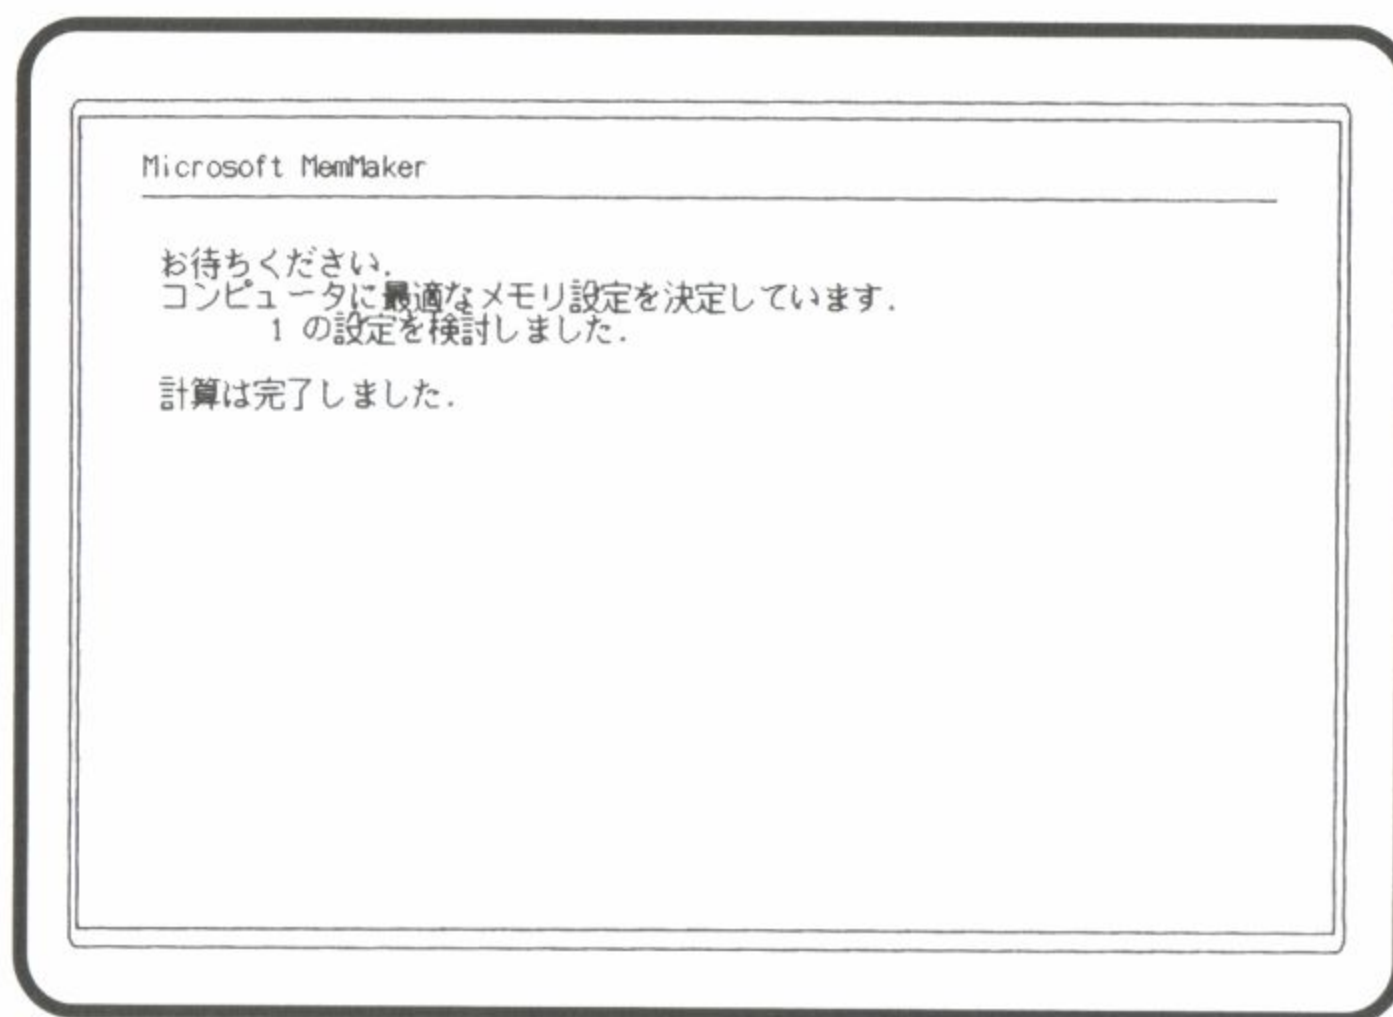 Microsoft MemMaker
お待ちください.
コンピュータに最適なメモリ設定を決定しています.
1 の設定を検討しました.
計算は完了しました.